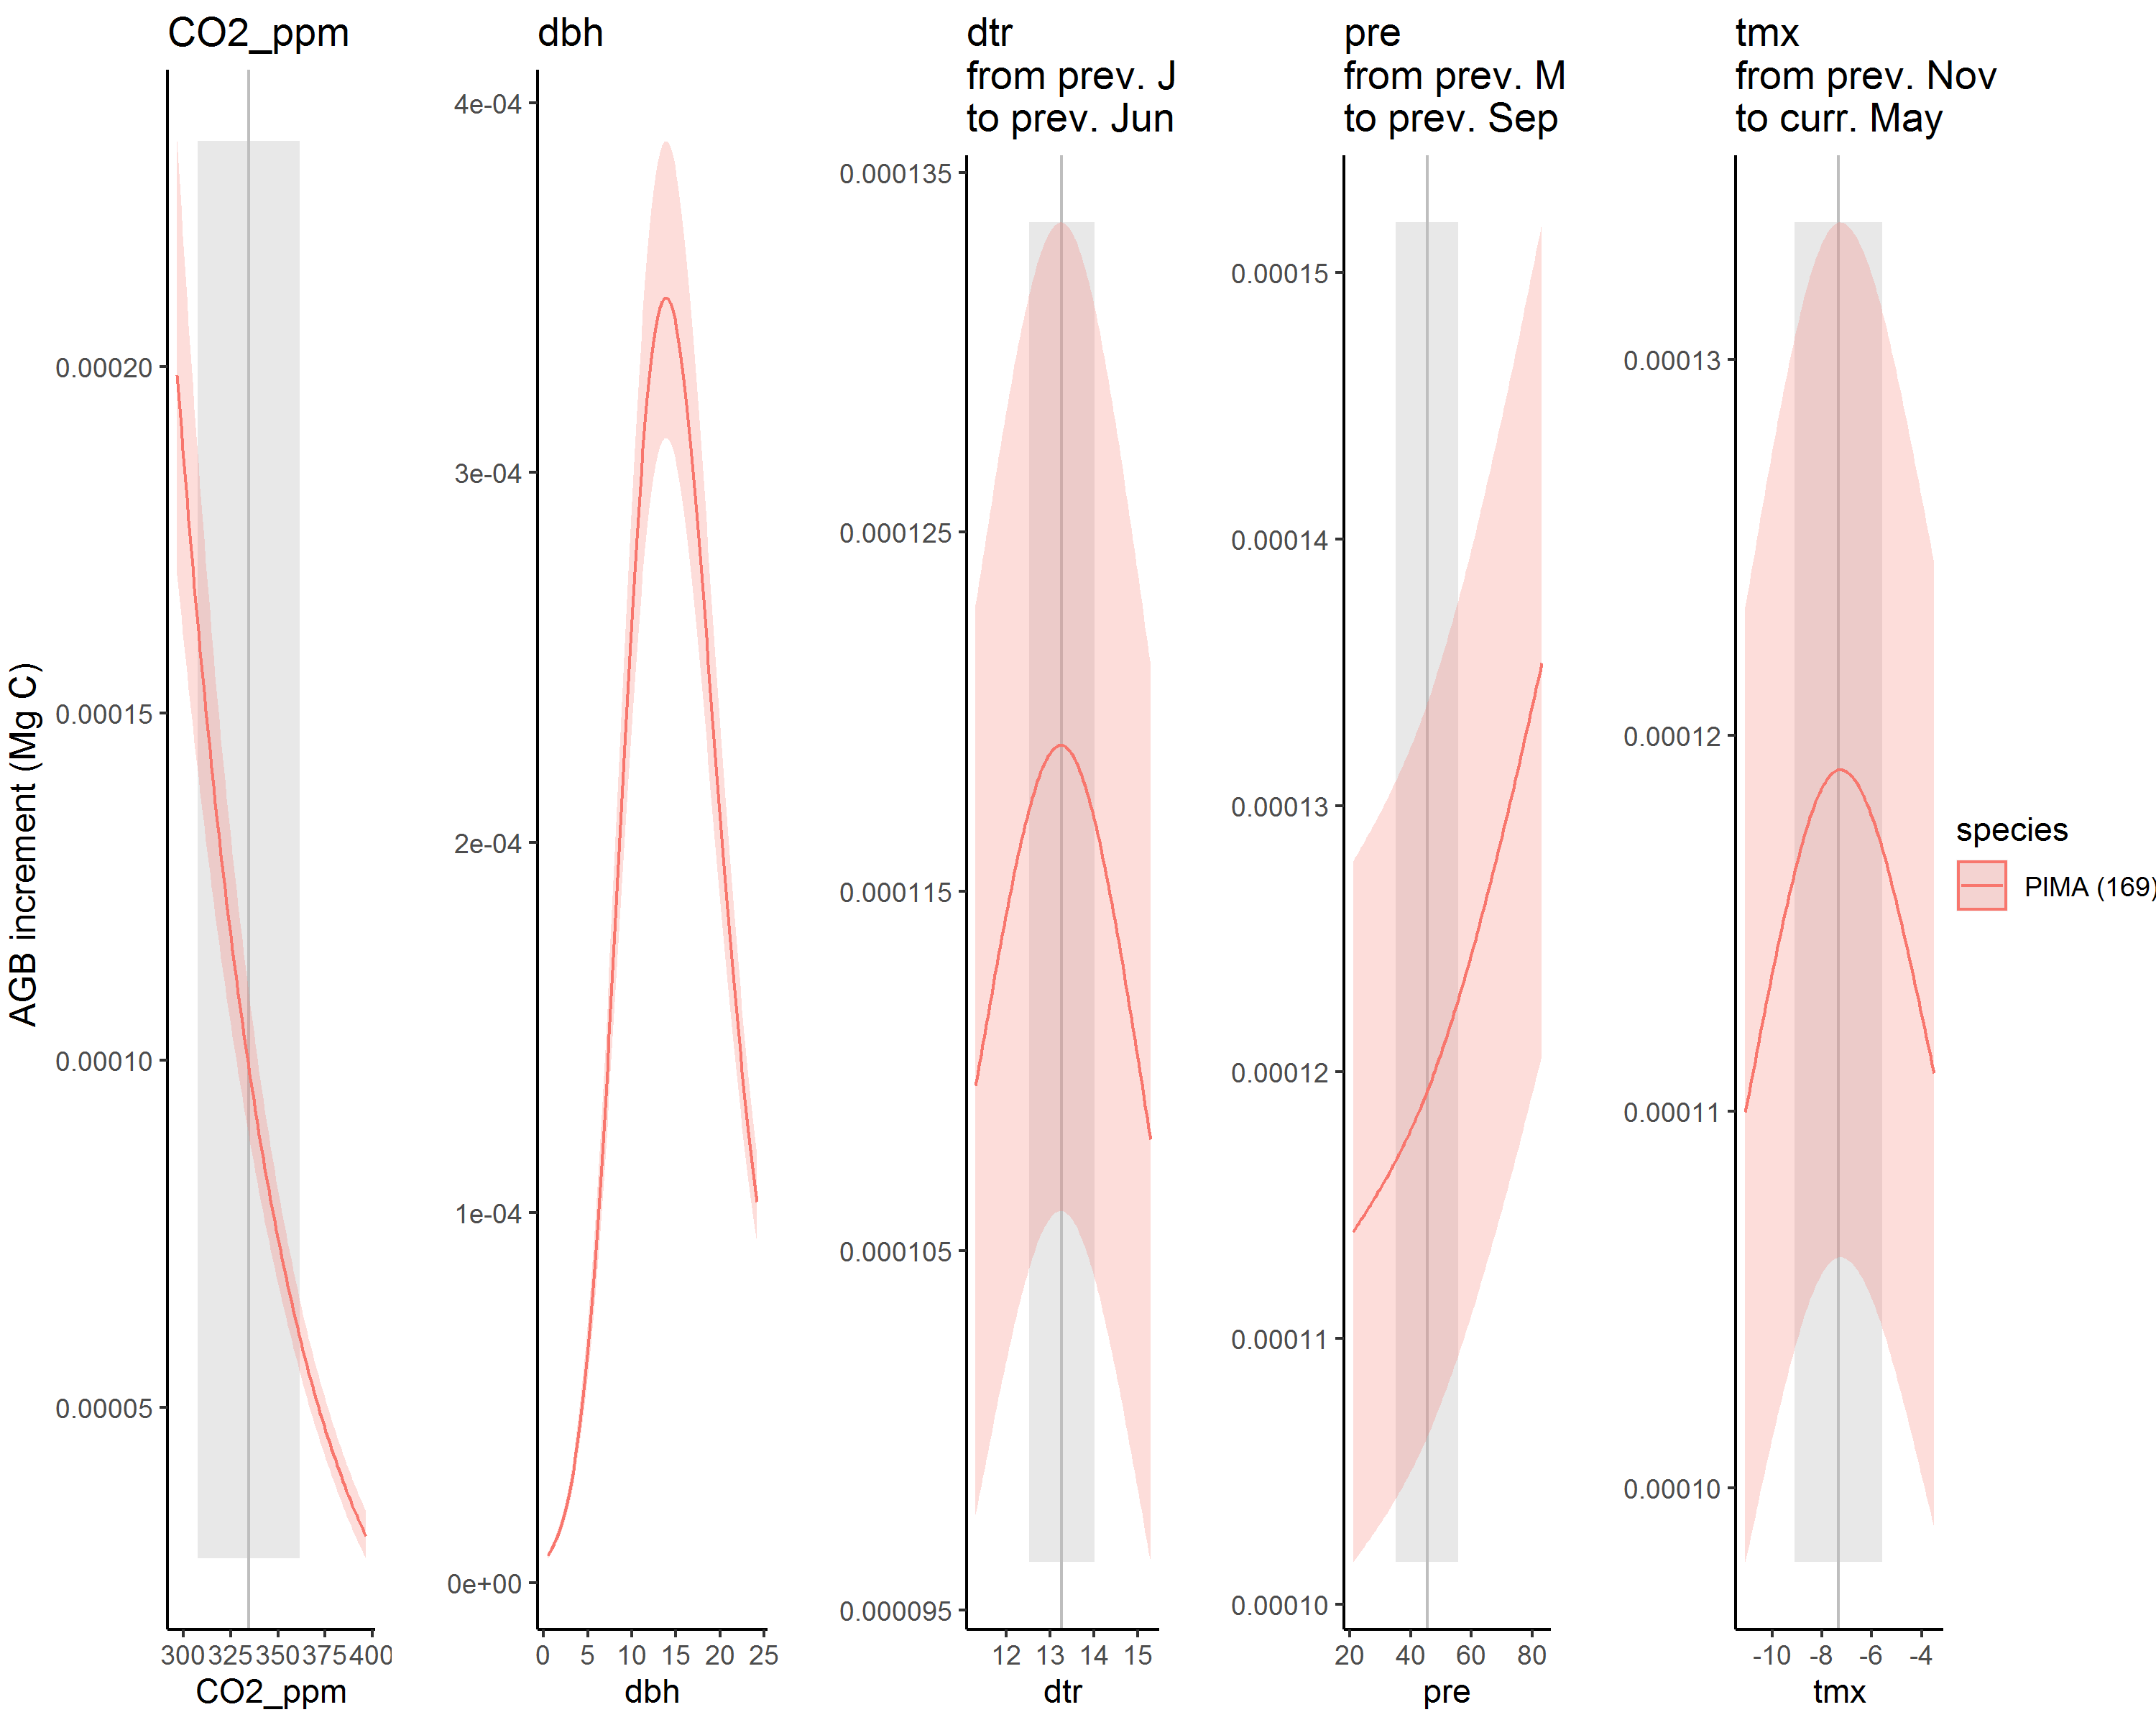 CO2_ppm
dbh
dtr
from prev. J
to prev. Jun
pre
from prev. M
to prev. Sep
tmx
from prev. Nov
to curr. May
AGB increment (Mg C)
0.00020
0.00015
0.00010
0.00005
300 325 350 375 400
CO2_ppm
4e-04
3e-04
2e-04
1e-04
0e+00
0 5 10 15 20 25
dbh
0.000135
0.000125
0.000115
0.000105
0.000095
12 13 14 15
dtr
0.00015
0.00014
0.00013
0.00012
0.00011
0.00010
20 40 60 80
pre
0.00013
0.00012
0.00011
0.00010
-10 -8 -6 -4
tmx
species
PIMA (169)